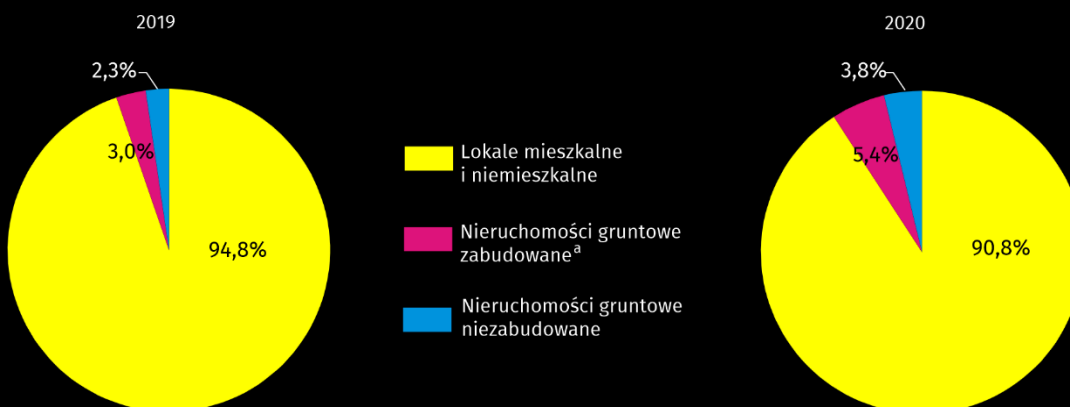 2019
2,3%
3,0%
94,8%
Lokale mieszkalne
i niemieszkalne
Nieruchomości gruntowe
zabudowane a
Nieruchomości gruntowe
niezabudowane
2020
3,8%
5,4%
90,8%